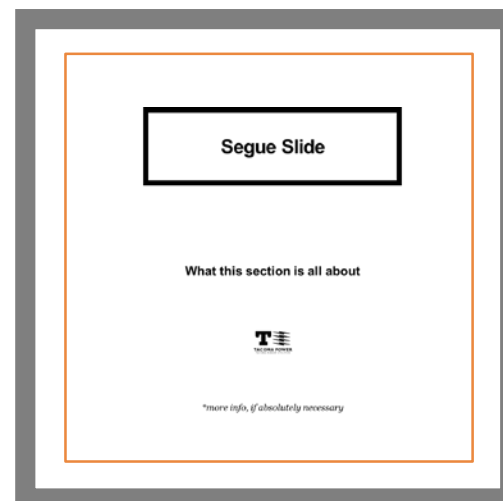 Segue Slide
What this section is all about
T
TACOMA POWER
*more info, if absolutely necessary